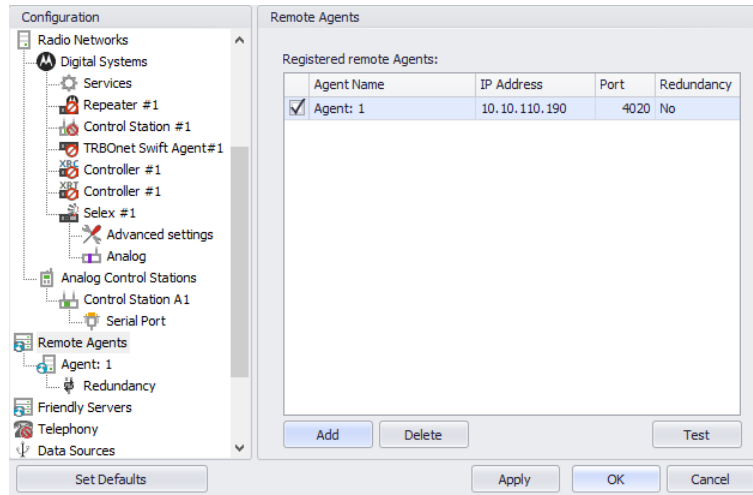 Configuration
Radio Networks
Digital Systems
Services
Repeater #1
Control Station #1
TRBOnet Swift Agent#1
XRC
Controller #1
XRT
Controller #1
Selex #1
Advanced settings
Analog
Analog Control Stations
Control Station A1
Serial Port
Remote Agents
Agent: 1
Redundancy
Friendly Servers
Telephony
Data Sources
Remote Agents
Registered remote Agents:
Agent Name IP Address Port Redundancy
Agent: 1 10.10.110.190 4020 No
Add Delete Test
Set Defaults Apply OK Cancel